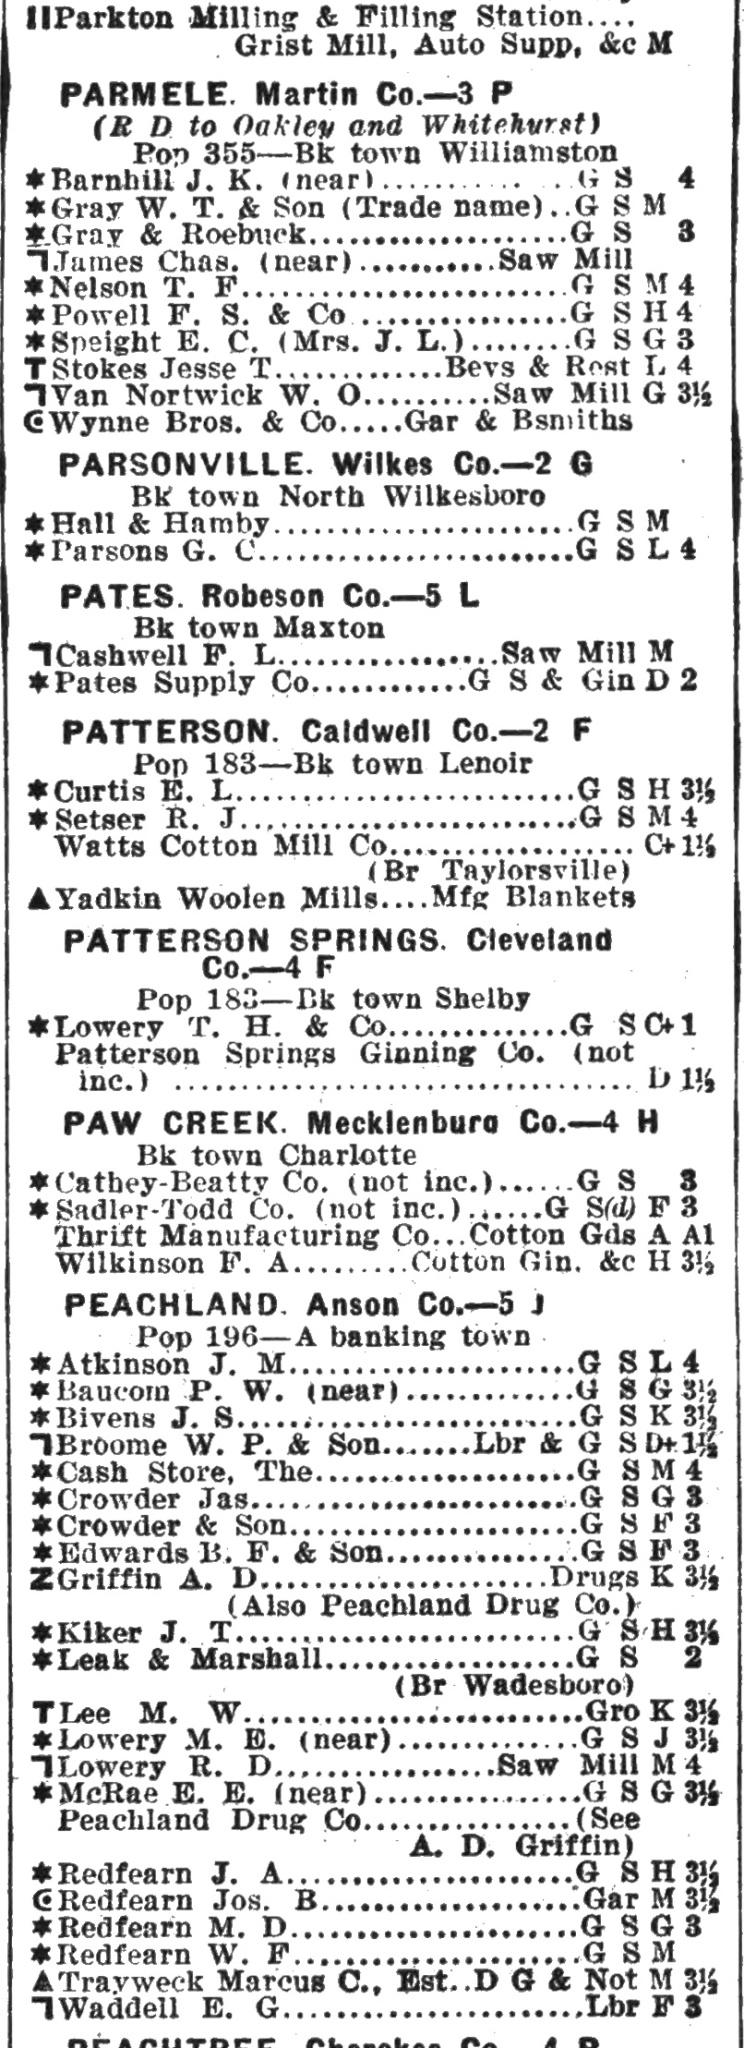 Parkton Milling & Filling Station....
Grist Mill, Auto Supp, &c M
PARMELE. Martin Co.—3 P
(R D to Oakley and Whitehurst)
Pop 355—Bk town Williamston
*Barnhill J. K. (near)............G S 4
*Gray W. T. & Son (Trade name)..G S M
*Gray & Roebuck....................G S 3
James Chas. (near)...........Saw Mill
*Nelson T. F.........................G S M 4
*Powell F. S. & Co................G S H 4
*Speight E. C. (Mrs. J. L.)........G S G 3
T Stokes Jesse T.............Bevs & Rest L 4
Van Nortwick W. O..........Saw Mill G 3½
Wynne Bros. & Co.....Gar & Bsmiths
PARSONVILLE. Wilkes Co.—2 G
Bk town North Wilkesboro
*Hall & Hamby.......................G S M
*Parsons G. C........................G S L 4
PATES. Robeson Co.—5 L
Bk town Maxton
Cashwell F. L.................Saw Mill M
*Pates Supply Co............G S & Gin D 2
PATTERSON. Caldwell Co.—2 F
Pop 183—Bk town Lenoir
*Curtis E. L..........................G S H 3½
*Setser R. J..........................G S M 4
Watts Cotton Mill Co................... C+ 1½
(Br Taylorsville)
▲Yadkin Woolen Mills....Mfg Blankets
PATTERSON SPRINGS. Cleveland
Co.—4 F
Pop 183—Bk town Shelby
*Lowery T. H. & Co..............G S C+ 1
Patterson Springs Ginning Co. (not
inc.) ................................... D 1½
PAW CREEK. Mecklenburg Co.—4 H
Bk town Charlotte
*Cathey-Beatty Co. (not inc.)......G S 3
*Sadler-Todd Co. (not inc.)......G S(d) F 3
Thrift Manufacturing Co...Cotton Gds A A1
Wilkinson F. A.........Cotton Gin, &c H 3½
PEACHLAND. Anson Co.—5 J
Pop 196—A banking town
*Atkinson J. M......................G S L 4
*Baucom P. W. (near).............G S G 3½
*Bivens J. S..........................G S K 3½
Broome W. P. & Son.......Lbr & G S D+ 1½
*Cash Store, The....................G S M 4
*Crowder Jas.........................G S G 3
*Crowder & Son......................G S F 3
*Edwards B. F. & Son...............G S F 3
Z Griffin A. D......................Drugs K 3½
(Also Peachland Drug Co.)
*Kiker J. T...........................G S H 3½
*Leak & Marshall...................G S 2
(Br Wadesboro)
T Lee M. W..........................Gro K 3½
*Lowery M. E. (near)..............G S J 3½
Lowery R. D.................Saw Mill M 4
*McRae E. E. (near)................G S G 3½
Peachland Drug Co................(See
A. D. Griffin)
*Redfearn J. A......................G S H 3½
Redfearn Jos. B....................Gar M 3½
*Redfearn M. D......................G S G 3
*Redfearn W. F......................G S M
▲Trayweck Marcus C., Est..D G & Not M 3½
Waddell E. G.......................Lbr F 3